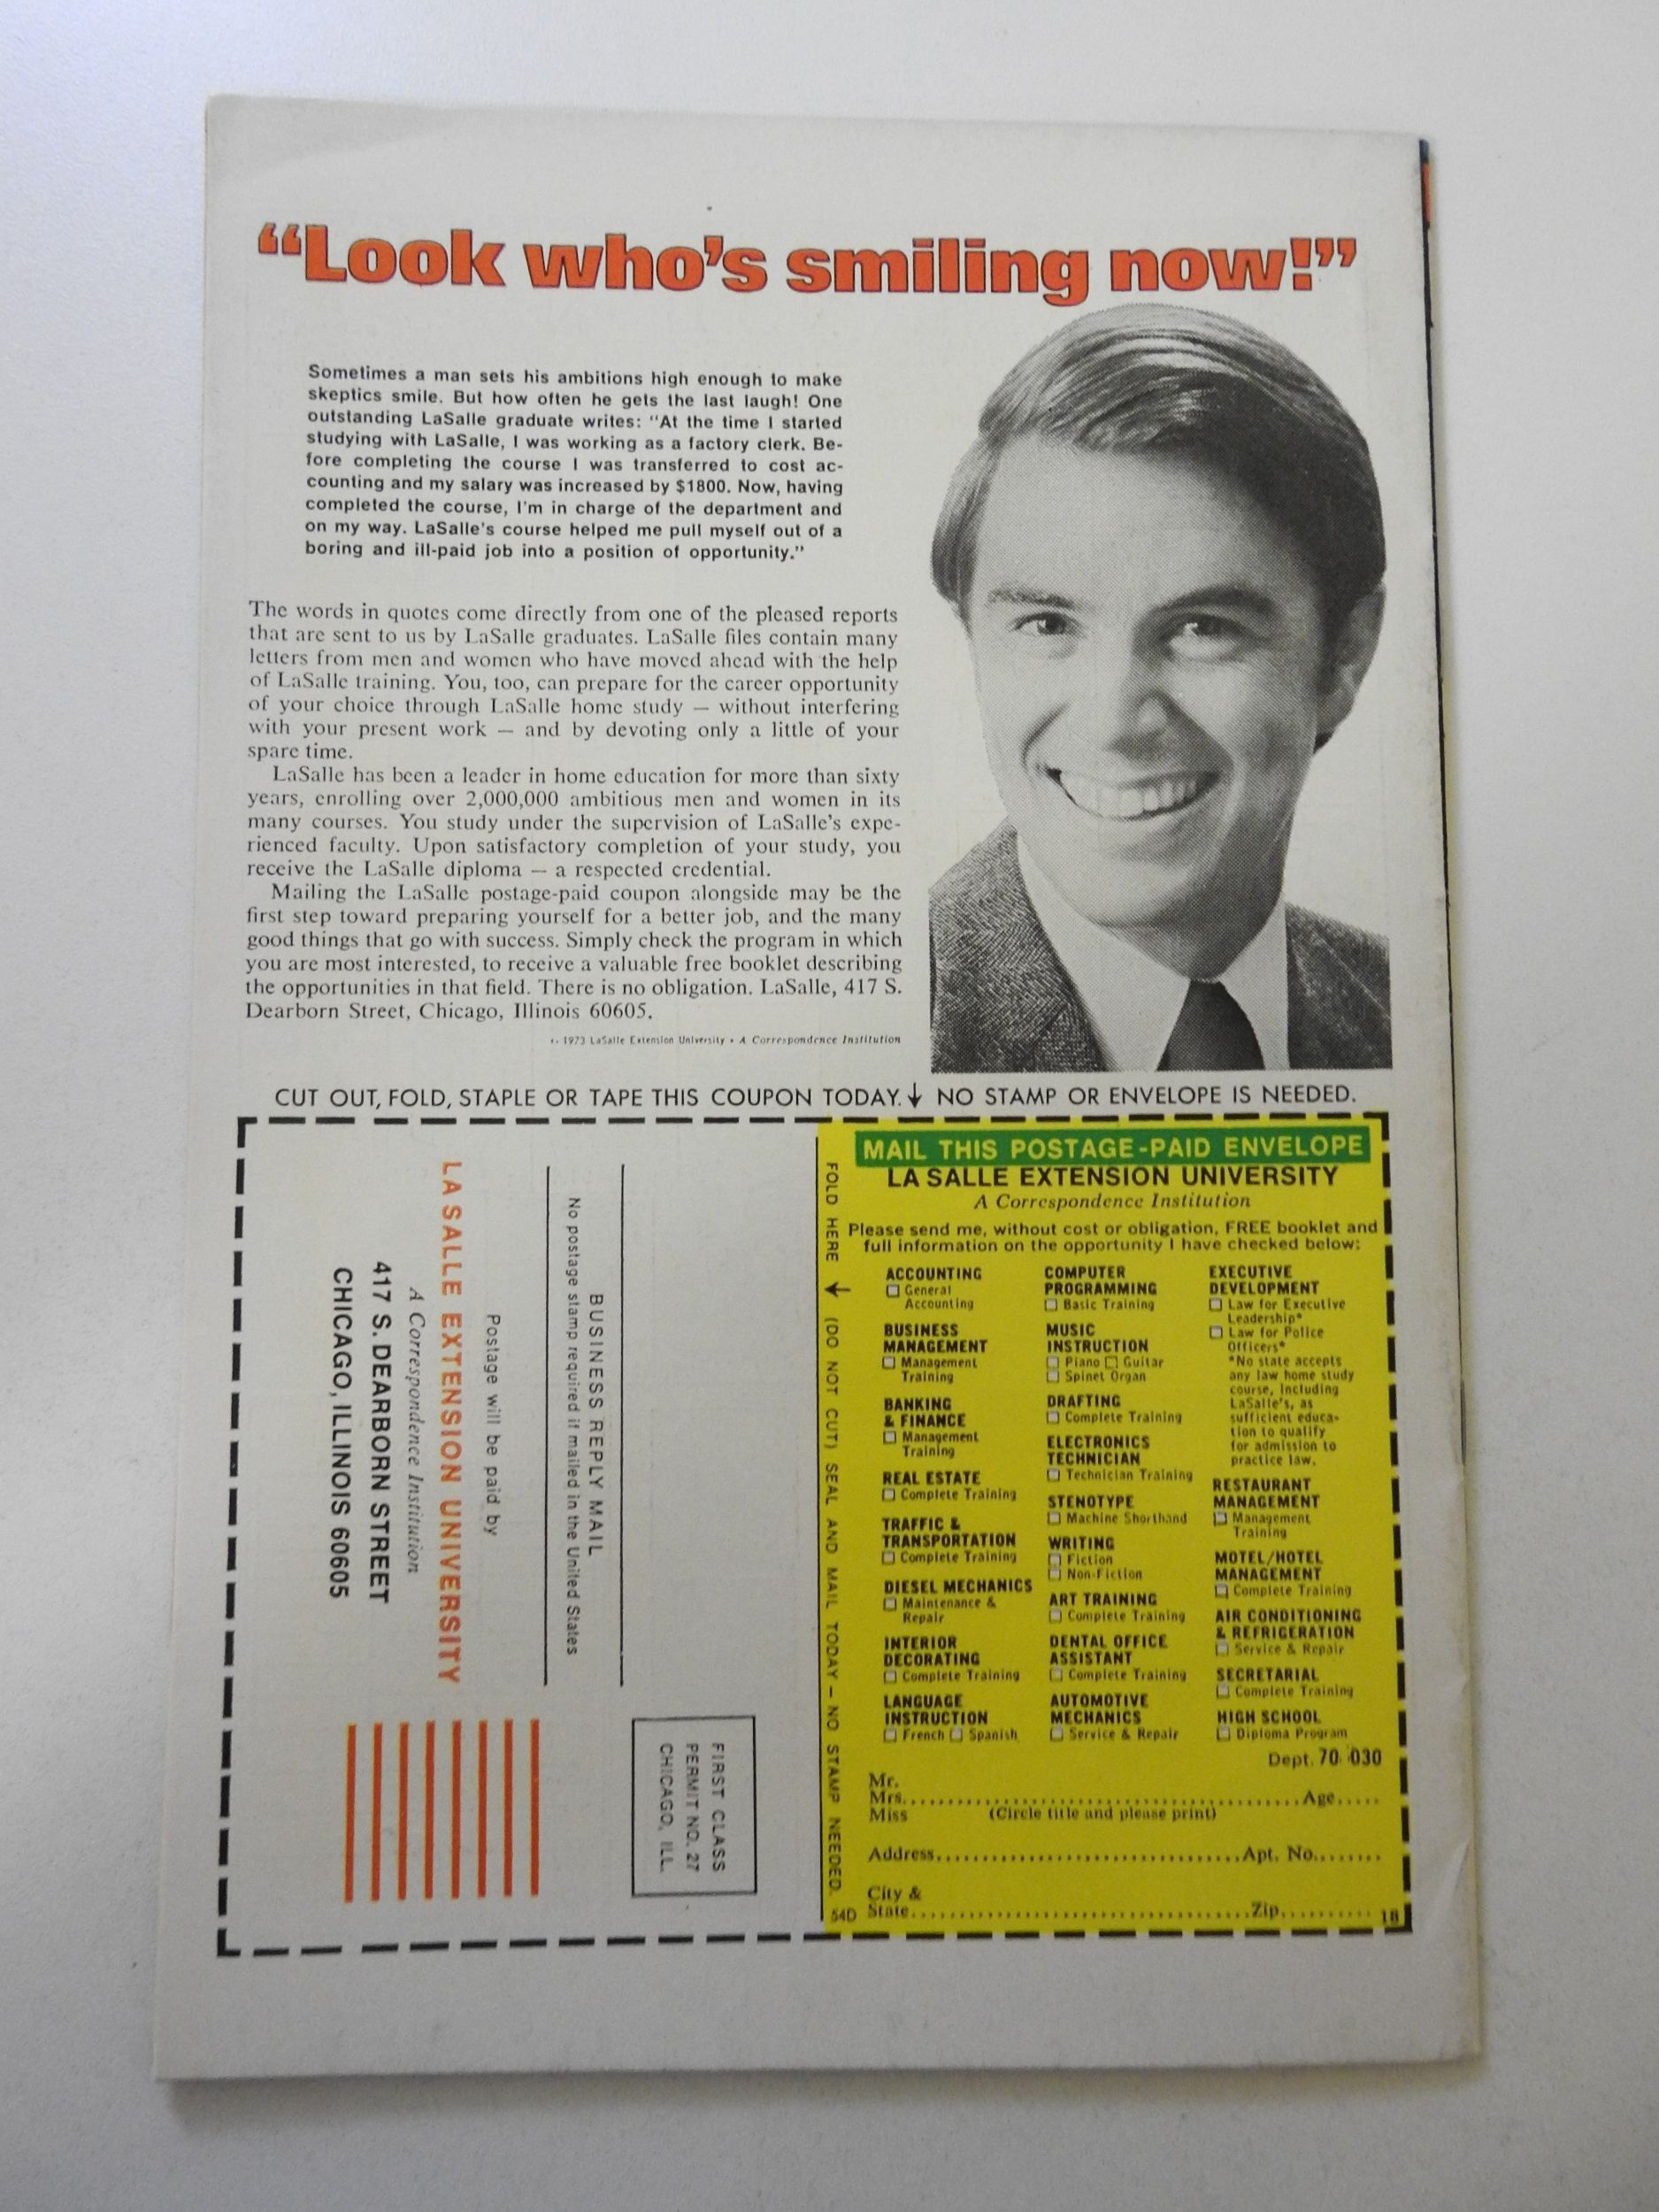 “Look who’s smiling now!”
Sometimes a man sets his ambitions high enough to make
skeptics smile. But how often he gets the last laugh! One
outstanding LaSalle graduate writes: “At the time I started
studying with LaSalle, I was working as a factory clerk. Be-
fore completing the course I was transferred to cost ac-
counting and my salary was increased by $1800. Now, having
completed the course, I’m in charge of the department and
on my way. LaSalle’s course helped me pull myself out of a
boring and ill-paid job into a position of opportunity.”
The words in quotes come directly from one of the pleased reports
that are sent to us by LaSalle graduates. LaSalle files contain many
letters from men and women who have moved ahead with the help
of LaSalle training. You, too, can prepare for the career opportunity
of your choice through LaSalle home study — without interfering
with your present work — and by devoting only a little of your
spare time.
LaSalle has been a leader in home education for more than sixty
years, enrolling over 2,000,000 ambitious men and women in its
many courses. You study under the supervision of LaSalle’s expe-
rienced faculty. Upon satisfactory completion of your study, you
receive the LaSalle diploma — a respected credential.
Mailing the LaSalle postage-paid coupon alongside may be the
first step toward preparing yourself for a better job, and the many
good things that go with success. Simply check the program in which
you are most interested, to receive a valuable free booklet describing
the opportunities in that field. There is no obligation. LaSalle, 417 S.
Dearborn Street, Chicago, Illinois 60605.
© 1973 LaSalle Extension University • A Correspondence Institution
CUT OUT, FOLD, STAPLE OR TAPE THIS COUPON TODAY. ↓ NO STAMP OR ENVELOPE IS NEEDED.
FIRST CLASS
PERMIT NO. 27
CHICAGO, ILL.
BUSINESS REPLY MAIL
No postage stamp required if mailed in the United States
Postage will be paid by
LA SALLE EXTENSION UNIVERSITY
A Correspondence Institution
417 S. DEARBORN STREET
CHICAGO, ILLINOIS 60605
FOLD HERE ↓ (DO NOT CUT) SEAL AND MAIL TODAY — NO STAMP NEEDED.
54D
MAIL THIS POSTAGE-PAID ENVELOPE
LA SALLE EXTENSION UNIVERSITY
A Correspondence Institution
Please send me, without cost or obligation, FREE booklet and
full information on the opportunity I have checked below:
ACCOUNTING
☐ General
Accounting
BUSINESS
MANAGEMENT
☐ Management
Training
BANKING
& FINANCE
☐ Management
Training
REAL ESTATE
☐ Complete Training
TRAFFIC &
TRANSPORTATION
☐ Complete Training
DIESEL MECHANICS
☐ Maintenance &
Repair
INTERIOR
DECORATING
☐ Complete Training
LANGUAGE
INSTRUCTION
☐ French ☐ Spanish
COMPUTER
PROGRAMMING
☐ Basic Training
MUSIC
INSTRUCTION
☐ Piano ☐ Guitar
☐ Spinet Organ
DRAFTING
☐ Complete Training
ELECTRONICS
TECHNICIAN
☐ Technician Training
STENOTYPE
☐ Machine Shorthand
WRITING
☐ Fiction
☐ Non-Fiction
ART TRAINING
☐ Complete Training
DENTAL OFFICE
ASSISTANT
☐ Complete Training
AUTOMOTIVE
MECHANICS
☐ Service & Repair
EXECUTIVE
DEVELOPMENT
☐ Law for Executive
Leadership*
☐ Law for Police
Officers*
*No state accepts
any law home study
course, including
LaSalle’s, as
sufficient educa-
tion to qualify
for admission to
practice law.
RESTAURANT
MANAGEMENT
☐ Management
Training
MOTEL/HOTEL
MANAGEMENT
☐ Complete Training
AIR CONDITIONING
& REFRIGERATION
☐ Service & Repair
SECRETARIAL
☐ Complete Training
HIGH SCHOOL
☐ Diploma Program
Dept. 70-030
Mr.
Mrs. Age
Miss (Circle title and please print)
Address Apt. No.
City &
State Zip
18